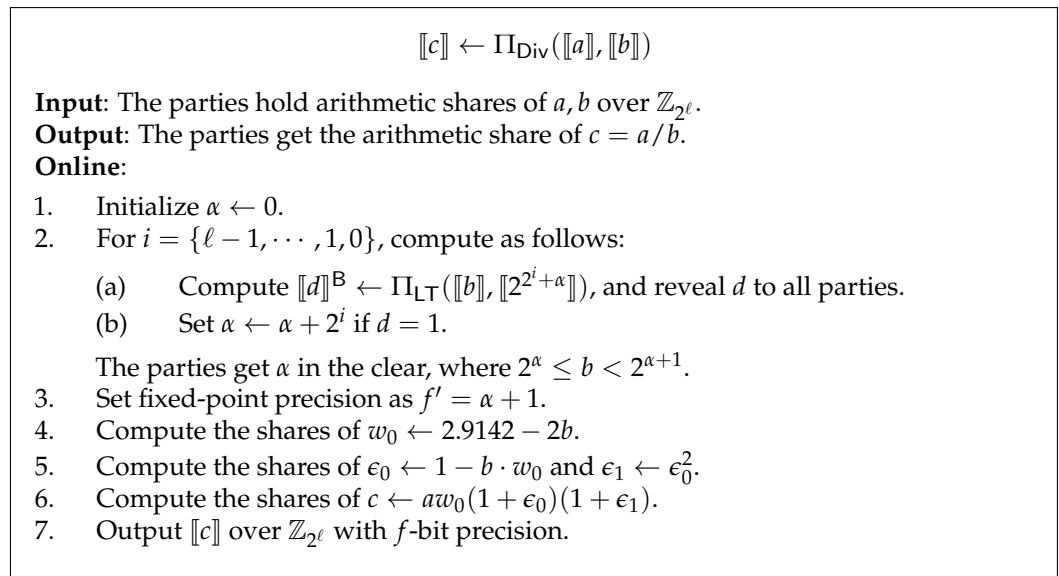 ⟦c⟧ ← Π_Div(⟦a⟧, ⟦b⟧)
Input: The parties hold arithmetic shares of a, b over ℤ_{2^ℓ}.
Output: The parties get the arithmetic share of c = a/b.
Online:
1. Initialize α ← 0.
2. For i = {ℓ − 1, ⋯ , 1, 0}, compute as follows:
(a) Compute ⟦d⟧^B ← Π_LT(⟦b⟧, ⟦2^{2^i+α}⟧), and reveal d to all parties.
(b) Set α ← α + 2^i if d = 1.
The parties get α in the clear, where 2^α ≤ b < 2^{α+1}.
3. Set fixed-point precision as f′ = α + 1.
4. Compute the shares of w_0 ← 2.9142 − 2b.
5. Compute the shares of ϵ_0 ← 1 − b · w_0 and ϵ_1 ← ϵ_0^2.
6. Compute the shares of c ← aw_0(1 + ϵ_0)(1 + ϵ_1).
7. Output ⟦c⟧ over ℤ_{2^ℓ} with f-bit precision.